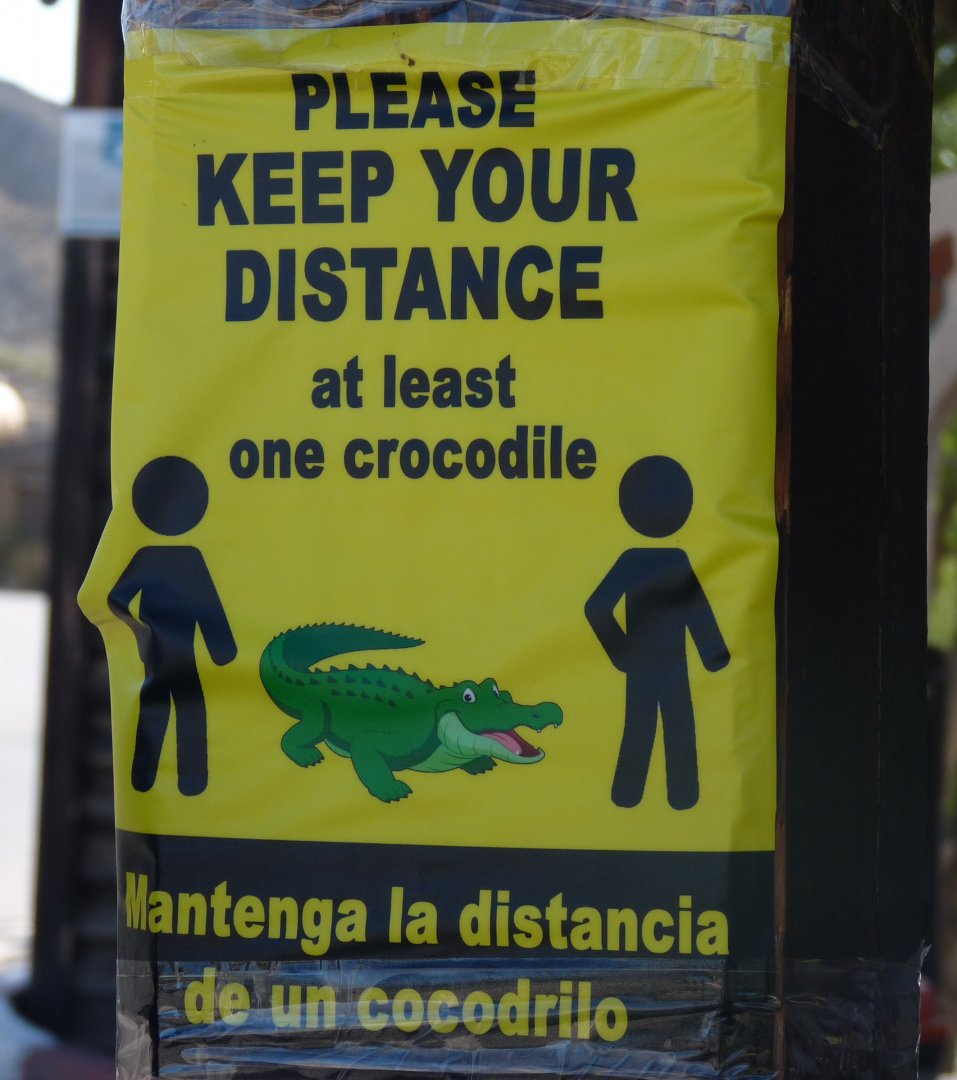 PLEASE
KEEP YOUR
DISTANCE
at least
one crocodile
Mantenga la distancia
de un cocodrilo